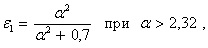 ε₁ = α² / (α² + 0,7) при α > 2,32 ,